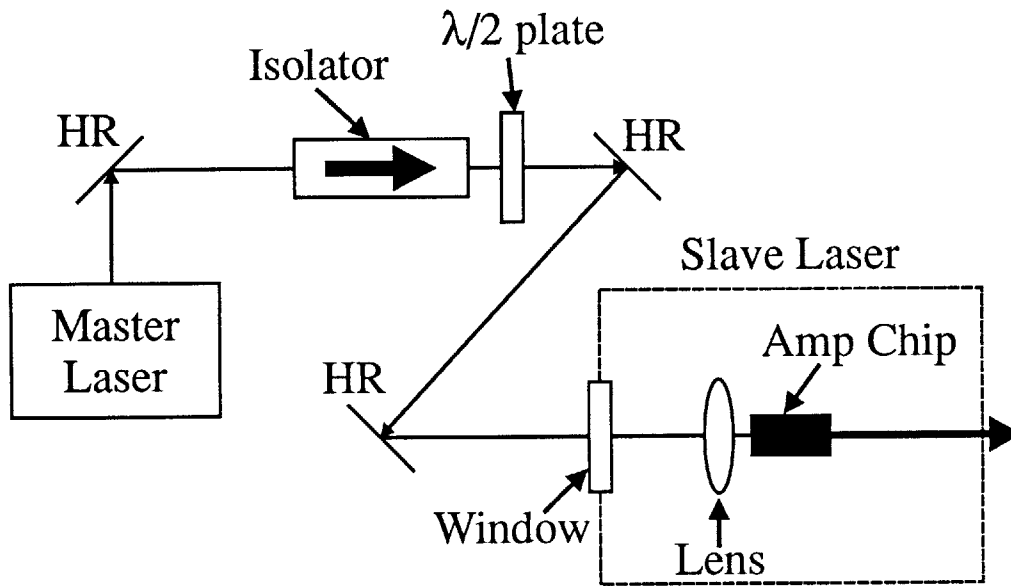 λ/2 plate
Isolator
HR
HR
Slave Laser
Master
Laser
Amp Chip
HR
Window
Lens